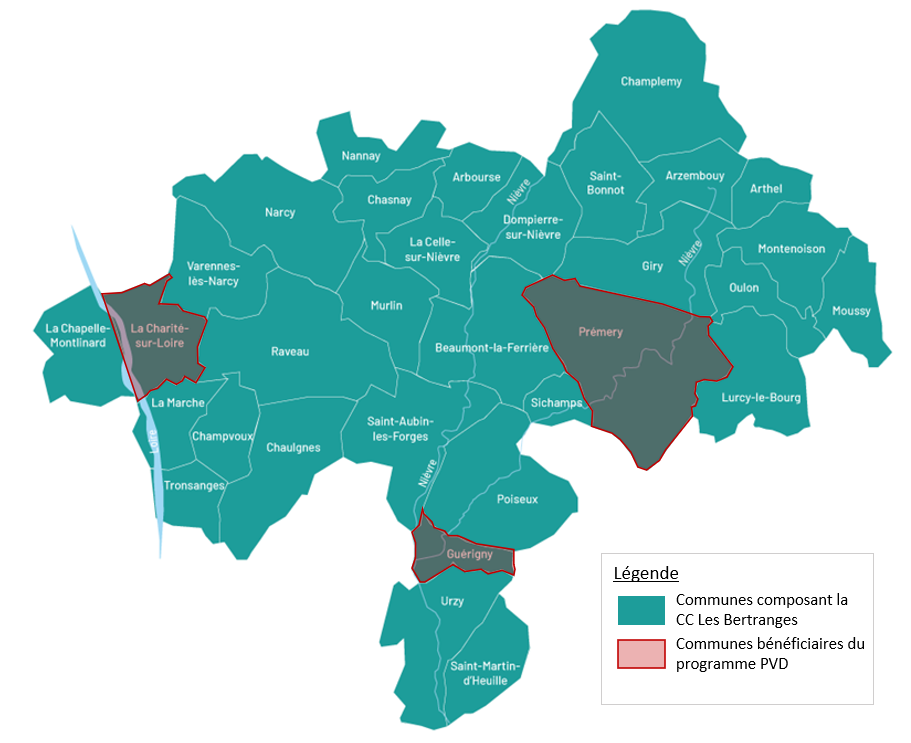 Champlemy
Nannay
Arbourse
Nièvre
Saint-
Bonnot
Arzembouy
Arthel
Chasnay
Narcy
Dompierre-
sur-Nièvre
La Celle-
sur-Nièvre
Nièvre
Montenoison
Giry
Varennes-
lès-Narcy
Oulon
Murlin
Moussy
La Chapelle-
Montlinard
La Charité-
sur-Loire
Prémery
Raveau
Beaumont-la-Ferrière
La Marche
Sichamps
Lurcy-le-Bourg
Saint-Aubin-
les-Forges
Champvoux
Loire
Chaulgnes
Nièvre
Tronsanges
Poiseux
Guérigny
Urzy
Saint-Martin-
d'Heuille
Légende
Communes composant la
CC Les Bertranges
Communes bénéficiaires du
programme PVD